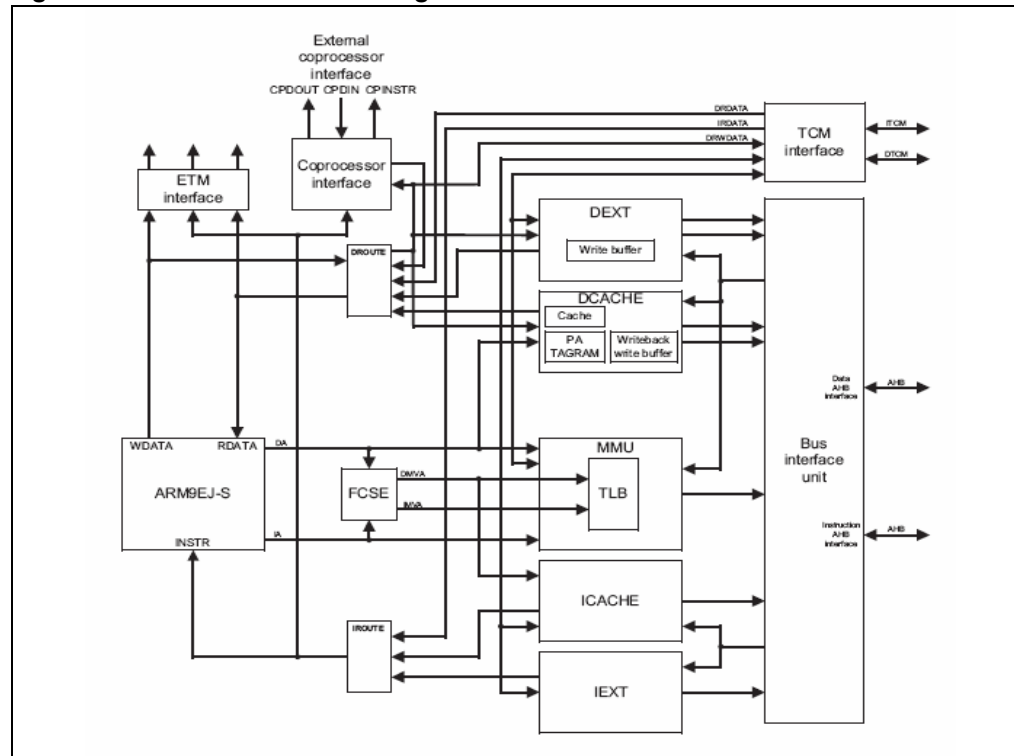 External
coprocessor
interface
CPDOUT CPDIN CPINSTR
DRDATA
IRDATA
DRWDATA
TCM
interface
ITCM
DTCM
ETM
interface
Coprocessor
interface
DROUTE
DEXT
Write buffer
DCACHE
Cache
PA
TAGRAM
Writeback
write buffer
Data
AHB
interface
AHB
WDATA
RDATA
DA
ARM9EJ-S
INSTR
IA
FCSE
DMVA
IMVA
MMU
TLB
Bus
interface
unit
Instruction
AHB
interface
AHB
ICACHE
IROUTE
IEXT